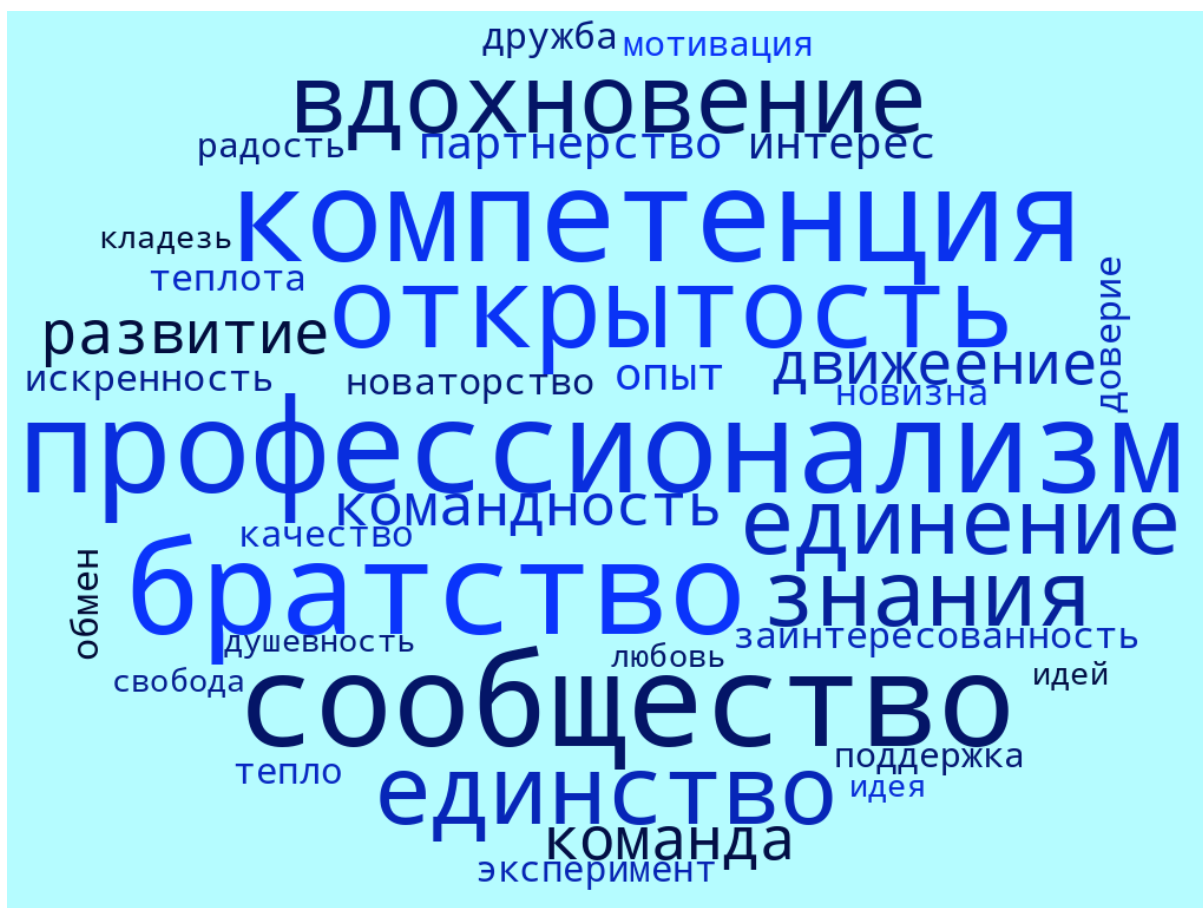 дружба мотивация
вдохновение
радость партнерство интерес
компетенция
кладезь
теплота
открытость
доверие
развитие
движеение
искренность новаторство опыт
новизна
профессионализм
командность
единение
качество
братство
знания
обмен
душевность
заинтересованность
любовь
свобода
идей
сообщество
поддержка
тепло
единство
идея
команда
эксперимент